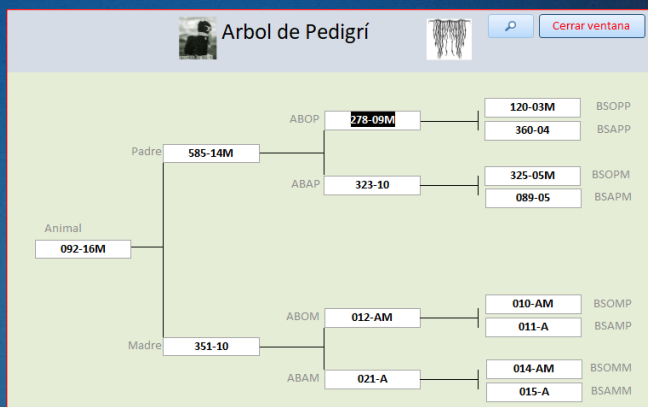 Arbol de Pedigrí
Cerrar ventana
120-03M BSOPP
ABOP 278-09M
360-04 BSAPP
Padre 585-14M
325-05M BSOPM
ABAP 323-10
089-05 BSAPM
Animal
092-16M
010-AM BSOMP
ABOM 012-AM
011-A BSAMP
Madre 351-10
014-AM BSOMM
ABAM 021-A
015-A BSAMM